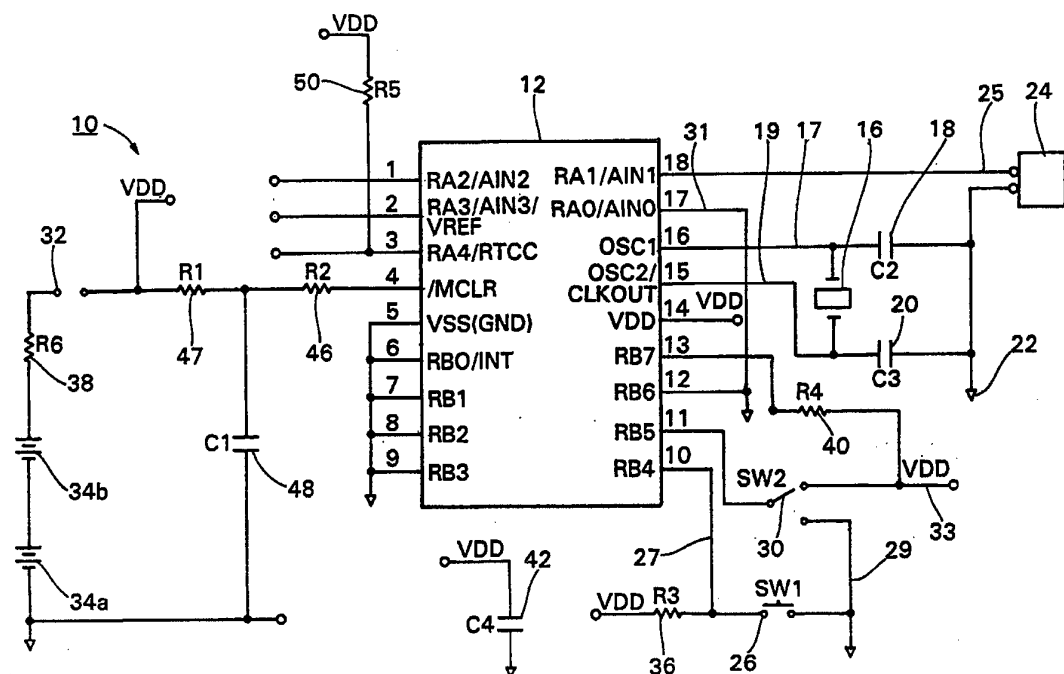 VDD
50
R5
12
10
VDD
32
R1
47
R2
46
R6
38
34b
34a
C1
48
1
2
3
4
5
6
7
8
9
RA2/AIN2
RA3/AIN3/
VREF
RA4/RTCC
/MCLR
VSS(GND)
RBO/INT
RB1
RB2
RB3
RA1/AIN1
RA0/AIN0
OSC1
OSC2/
CLKOUT
VDD
RB7
RB6
RB5
RB4
18
17
16
15
14
13
12
11
10
VDD
31
19
17
16
18
25
24
C2
20
C3
22
R4
40
SW2
30
VDD
33
29
27
VDD
42
C4
VDD
R3
36
SW1
26